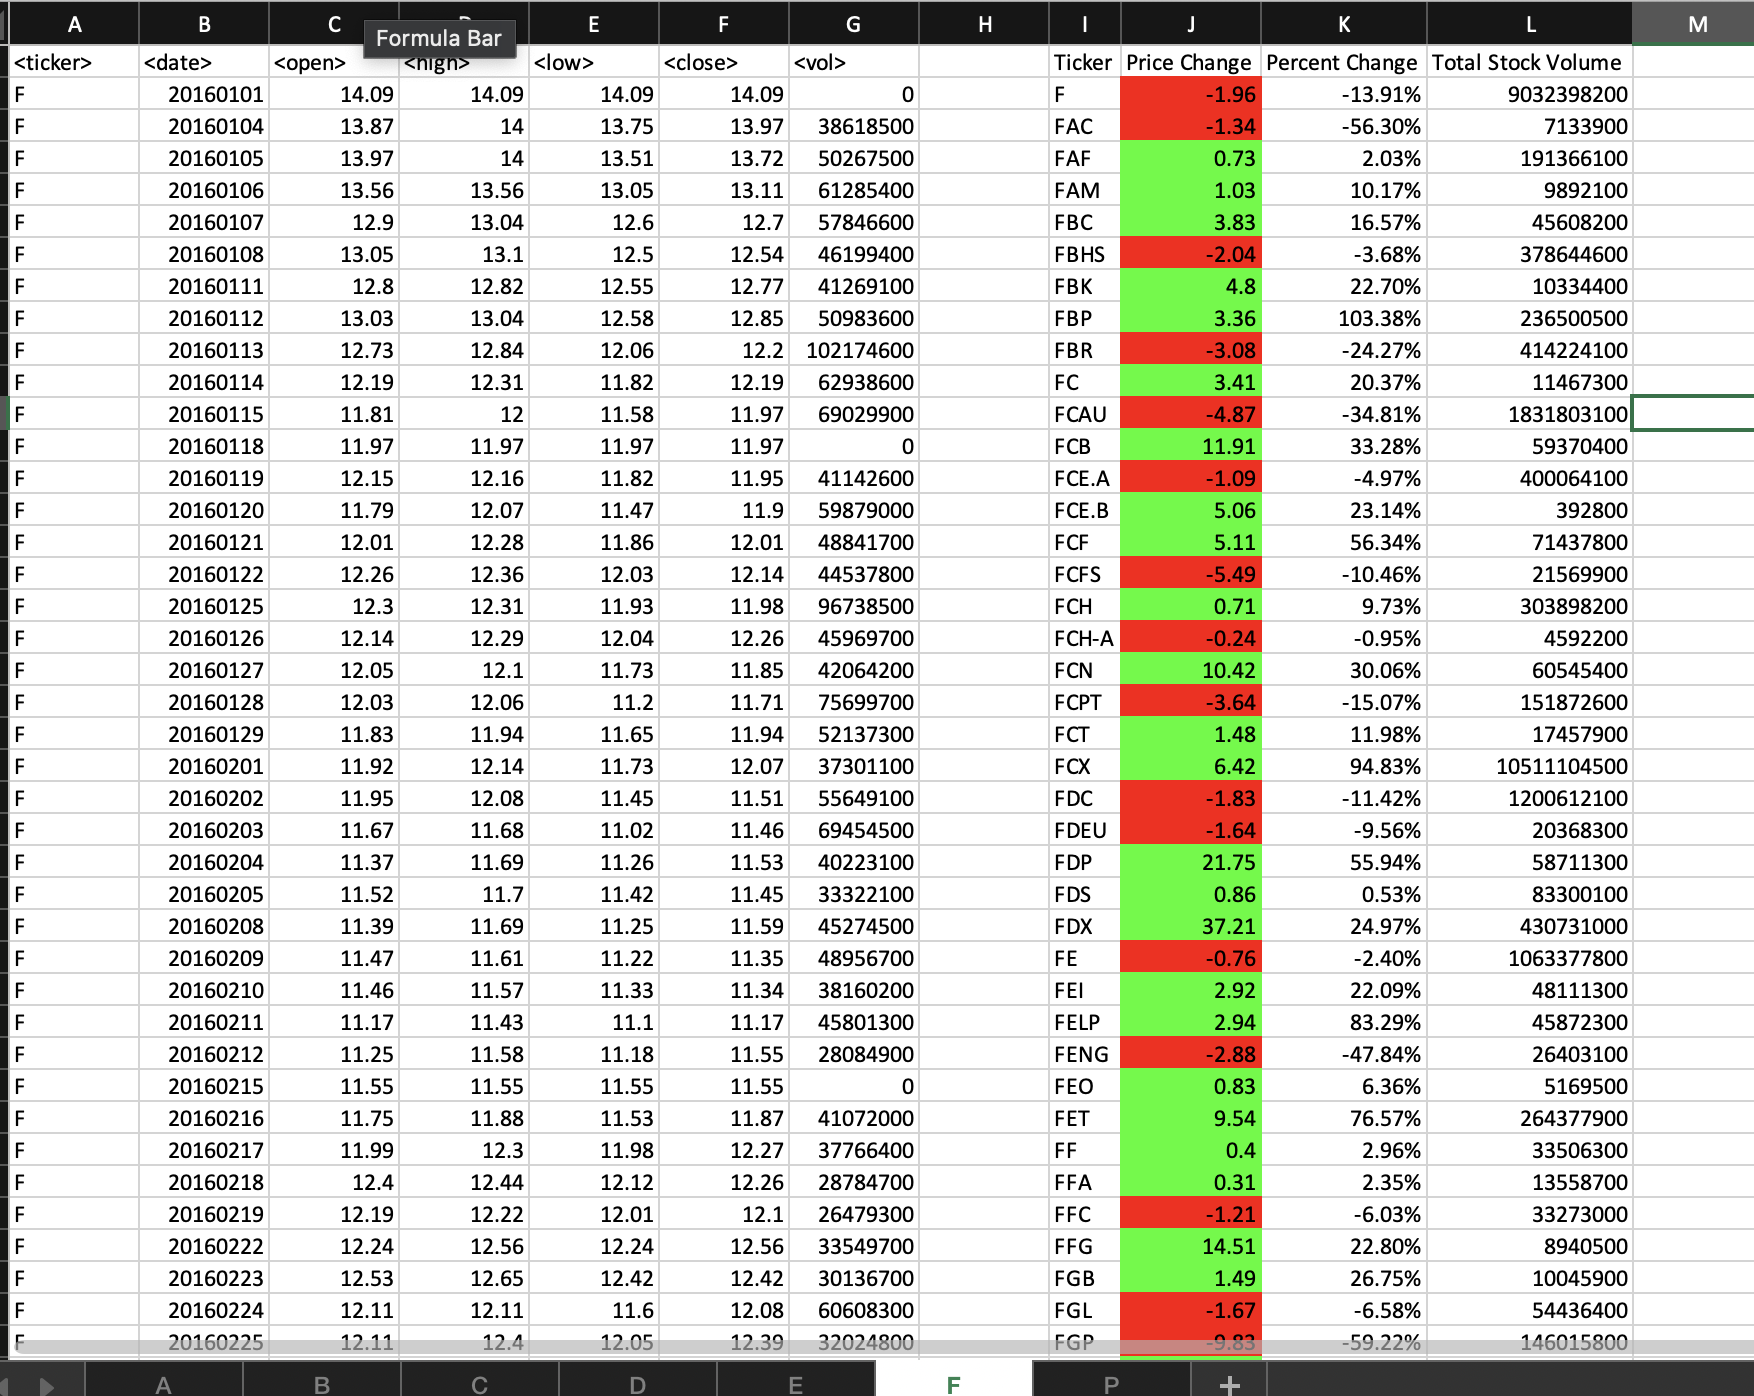 A B C D E F G H I J K L M
Formula Bar
<ticker> <date> <open> <high> <low> <close> <vol> Ticker Price Change Percent Change Total Stock Volume
F 20160101 14.09 14.09 14.09 14.09 0 F -1.96 -13.91% 9032398200
F 20160104 13.87 14 13.75 13.97 38618500 FAC -1.34 -56.30% 7133900
F 20160105 13.97 14 13.51 13.72 50267500 FAF 0.73 2.03% 191366100
F 20160106 13.56 13.56 13.05 13.11 61285400 FAM 1.03 10.17% 9892100
F 20160107 12.9 13.04 12.6 12.7 57846600 FBC 3.83 16.57% 45608200
F 20160108 13.05 13.1 12.5 12.54 46199400 FBHS -2.04 -3.68% 378644600
F 20160111 12.8 12.82 12.55 12.77 41269100 FBK 4.8 22.70% 10334400
F 20160112 13.03 13.04 12.58 12.85 50983600 FBP 3.36 103.38% 236500500
F 20160113 12.73 12.84 12.06 12.2 102174600 FBR -3.08 -24.27% 414224100
F 20160114 12.19 12.31 11.82 12.19 62938600 FC 3.41 20.37% 11467300
F 20160115 11.81 12 11.58 11.97 69029900 FCAU -4.87 -34.81% 1831803100
F 20160118 11.97 11.97 11.97 11.97 0 FCB 11.91 33.28% 59370400
F 20160119 12.15 12.16 11.82 11.95 41142600 FCE.A -1.09 -4.97% 400064100
F 20160120 11.79 12.07 11.47 11.9 59879000 FCE.B 5.06 23.14% 392800
F 20160121 12.01 12.28 11.86 12.01 48841700 FCF 5.11 56.34% 71437800
F 20160122 12.26 12.36 12.03 12.14 44537800 FCFS -5.49 -10.46% 21569900
F 20160125 12.3 12.31 11.93 11.98 96738500 FCH 0.71 9.73% 303898200
F 20160126 12.14 12.29 12.04 12.26 45969700 FCH-A -0.24 -0.95% 4592200
F 20160127 12.05 12.1 11.73 11.85 42064200 FCN 10.42 30.06% 60545400
F 20160128 12.03 12.06 11.2 11.71 75699700 FCPT -3.64 -15.07% 151872600
F 20160129 11.83 11.94 11.65 11.94 52137300 FCT 1.48 11.98% 17457900
F 20160201 11.92 12.14 11.73 12.07 37301100 FCX 6.42 94.83% 10511104500
F 20160202 11.95 12.08 11.45 11.51 55649100 FDC -1.83 -11.42% 1200612100
F 20160203 11.67 11.68 11.02 11.46 69454500 FDEU -1.64 -9.56% 20368300
F 20160204 11.37 11.69 11.26 11.53 40223100 FDP 21.75 55.94% 58711300
F 20160205 11.52 11.7 11.42 11.45 33322100 FDS 0.86 0.53% 83300100
F 20160208 11.39 11.69 11.25 11.59 45274500 FDX 37.21 24.97% 430731000
F 20160209 11.47 11.61 11.22 11.35 48956700 FE -0.76 -2.40% 1063377800
F 20160210 11.46 11.57 11.33 11.34 38160200 FEI 2.92 22.09% 48111300
F 20160211 11.17 11.43 11.1 11.17 45801300 FELP 2.94 83.29% 45872300
F 20160212 11.25 11.58 11.18 11.55 28084900 FENG -2.88 -47.84% 26403100
F 20160215 11.55 11.55 11.55 11.55 0 FEO 0.83 6.36% 5169500
F 20160216 11.75 11.88 11.53 11.87 41072000 FET 9.54 76.57% 264377900
F 20160217 11.99 12.3 11.98 12.27 37766400 FF 0.4 2.96% 33506300
F 20160218 12.4 12.44 12.12 12.26 28784700 FFA 0.31 2.35% 13558700
F 20160219 12.19 12.22 12.01 12.1 26479300 FFC -1.21 -6.03% 33273000
F 20160222 12.24 12.56 12.24 12.56 33549700 FFG 14.51 22.80% 8940500
F 20160223 12.53 12.65 12.42 12.42 30136700 FGB 1.49 26.75% 10045900
F 20160224 12.11 12.11 11.6 12.08 60608300 FGL -1.67 -6.58% 54436400
F 20160225 12.11 12.4 12.05 12.39 32024800 FGP -9.83 -59.22% 146015800
A B C D E F P +